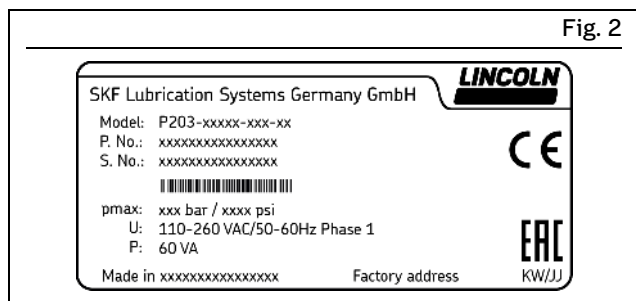 Fig. 2
SKF Lubrication Systems Germany GmbH
LINCOLN
Model: P203-xxxxx-xxx-xx
P. No.: xxxxxxxxxxxxxxxx
S. No.: xxxxxxxxxxxxxxxx
CE
pmax: xxx bar / xxxx psi
U: 110-260 VAC/50-60Hz Phase 1
P: 60 VA
EAC
Made in xxxxxxxxxxxxxxxx Factory address KW/JJ